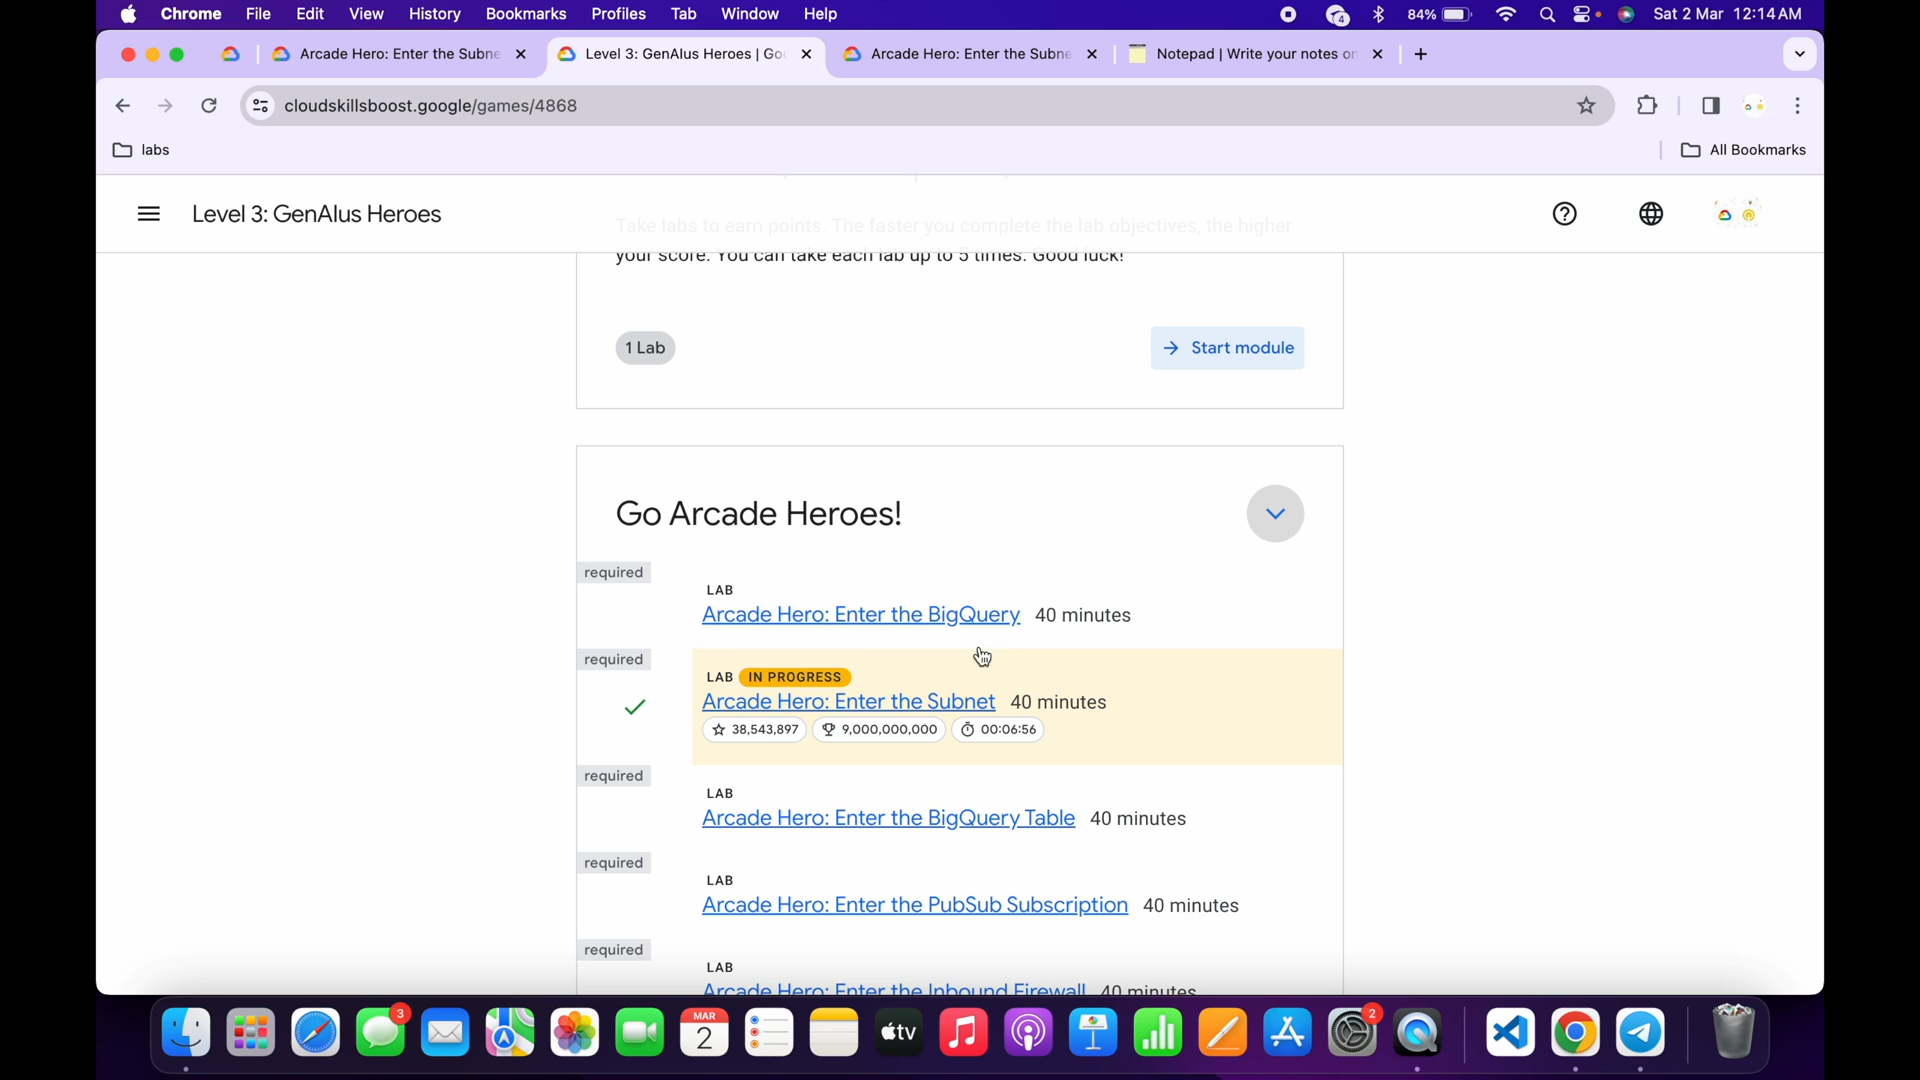 Chrome File Edit View History Bookmarks Profiles Tab Window Help 4 84% Sat 2 Mar 12:14 AM
Arcade Hero: Enter the Subne
Level 3: GenAIus Heroes | Go
Arcade Hero: Enter the Subne
Notepad | Write your notes on
cloudskillsboost.google/games/4868
labs
All Bookmarks
Level 3: GenAIus Heroes
Take labs to earn points. The faster you complete the lab objectives, the higher
your score. You can take each lab up to 5 times. Good luck!
1 Lab
Start module
Go Arcade Heroes!
required
LAB
Arcade Hero: Enter the BigQuery 40 minutes
required
LAB IN PROGRESS
Arcade Hero: Enter the Subnet 40 minutes
38,543,897 9,000,000,000 00:06:56
required
LAB
Arcade Hero: Enter the BigQuery Table 40 minutes
required
LAB
Arcade Hero: Enter the PubSub Subscription 40 minutes
required
LAB
Arcade Hero: Enter the Inbound Firewall 40 minutes
3
MAR
2
tv
2